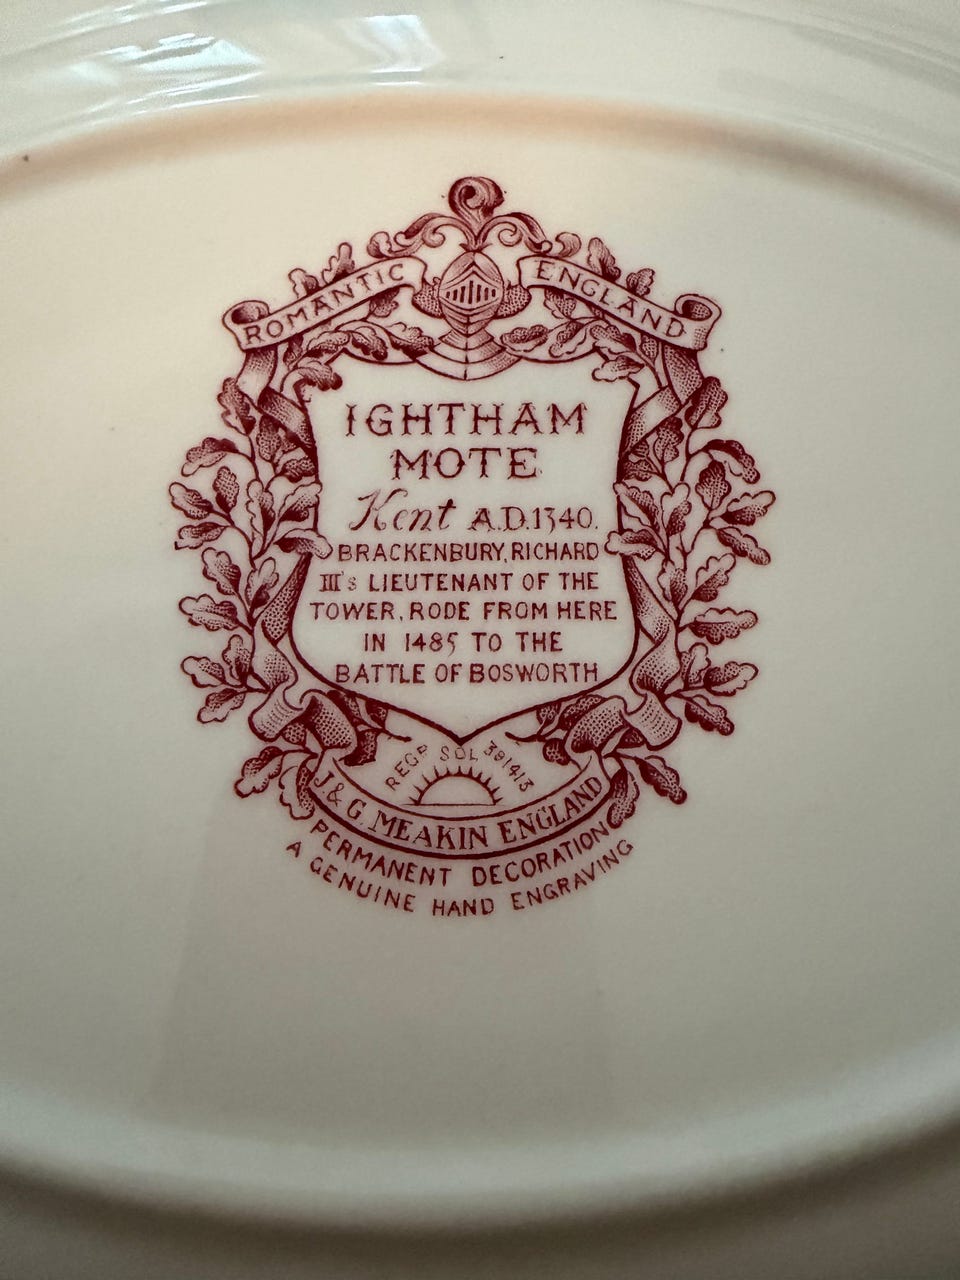 ROMANTIC ENGLAND
IGHTHAM
MOTE
Kent A.D.1340.
BRACKENBURY, RICHARD
III's LIEUTENANT OF THE
TOWER, RODE FROM HERE
IN 1485 TO THE
BATTLE OF BOSWORTH
REGD SOL 391413
J. & G. MEAKIN ENGLAND
PERMANENT DECORATION
A GENUINE HAND ENGRAVING